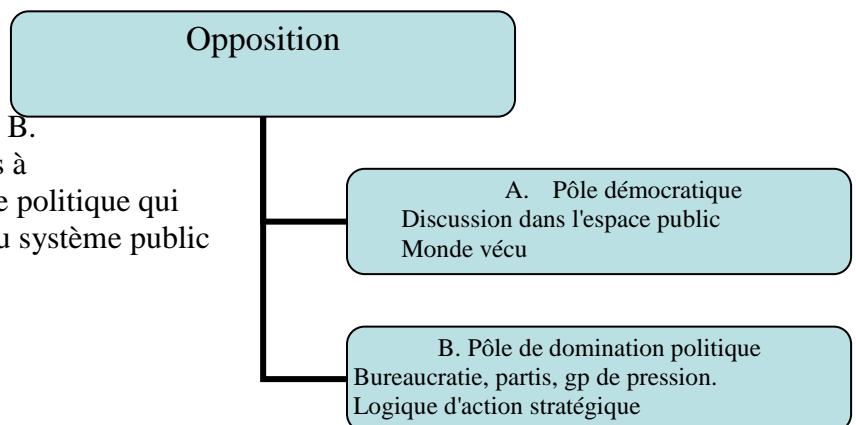 Opposition
B.
à
politique qui
système public
A. Pôle démocratique
Discussion dans l'espace public
Monde vécu
B. Pôle de domination politique
Bureaucratie, partis, gp de pression.
Logique d'action stratégique